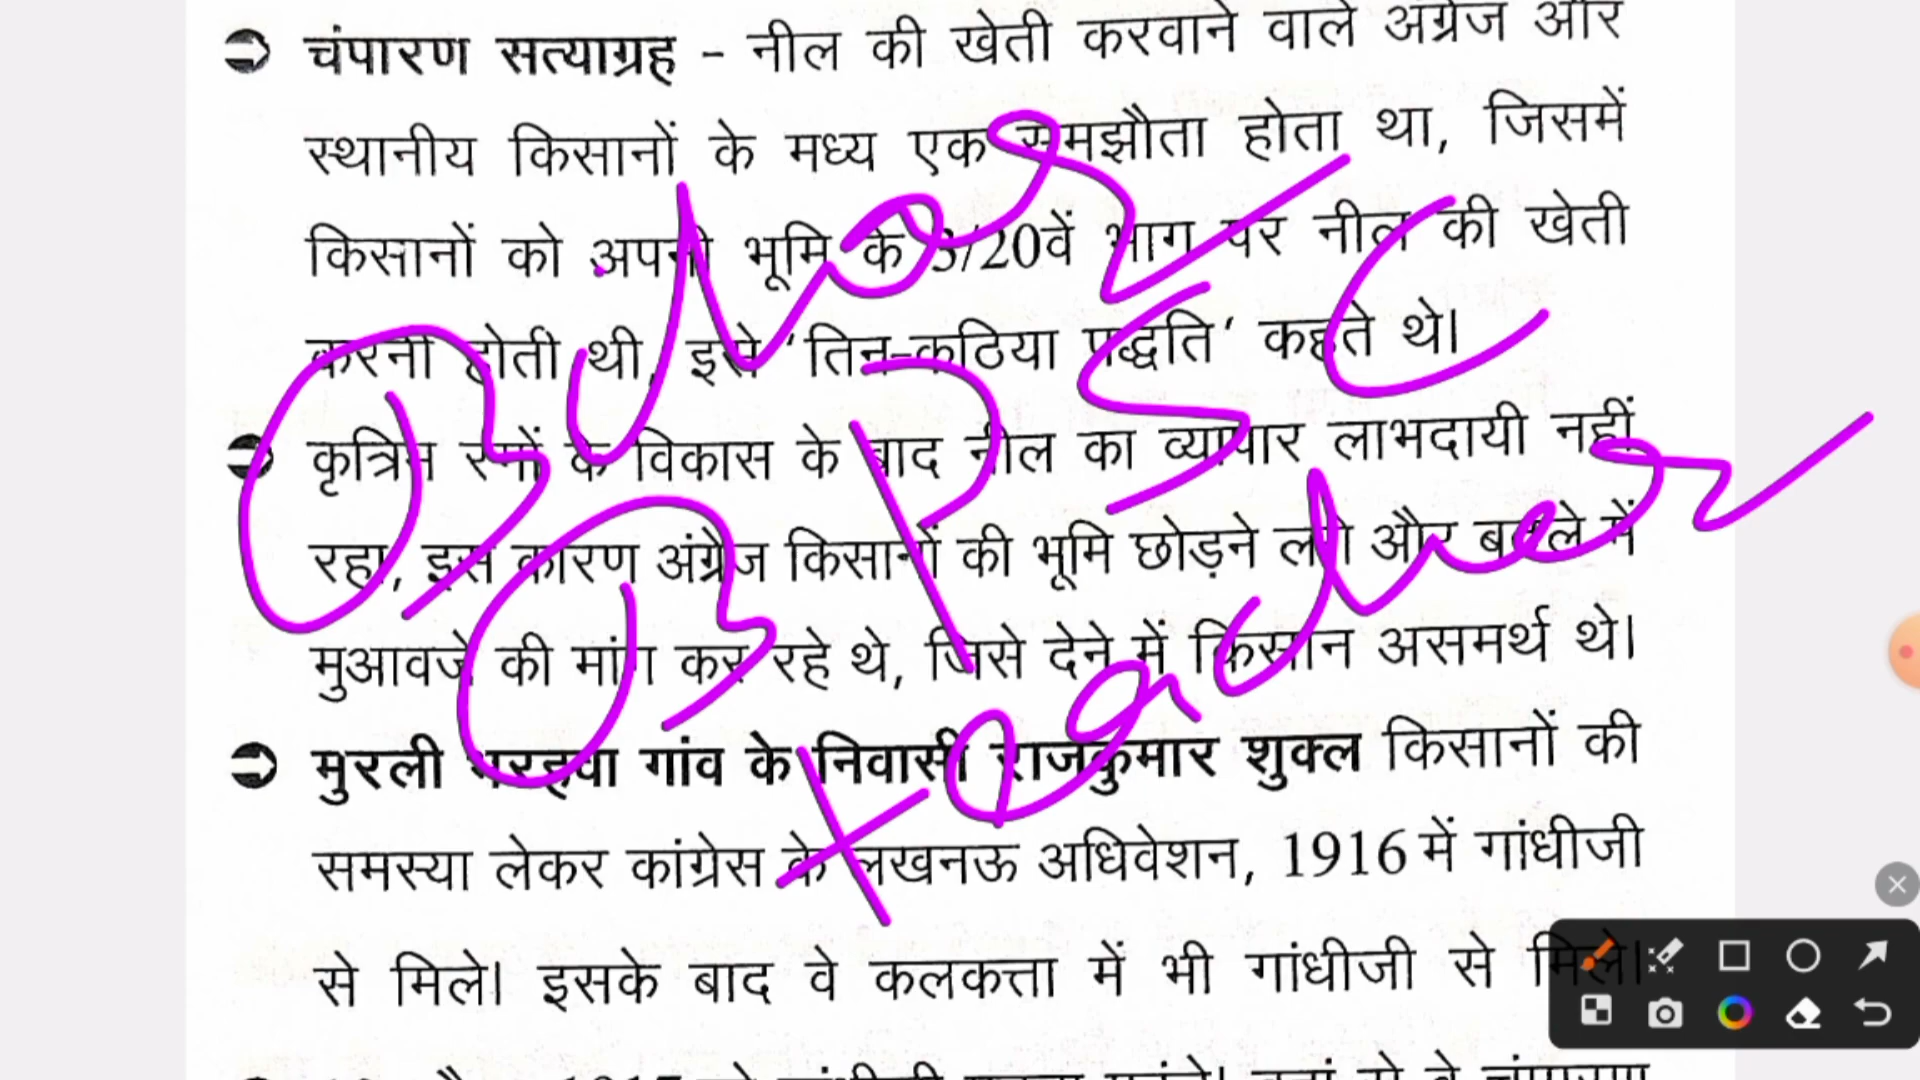 चंपारण सत्याग्रह - नील की खेती करवाने वाले अंग्रेज और
स्थानीय किसानों के मध्य एक समझौता होता था, जिसमें
किसानों को अपनी भूमि के 3/20वें भाग पर नील की खेती
करनी होती थी, इसे 'तिन-कठिया पद्धति' कहते थे।
कृत्रिम रंगों के विकास के बाद नील का व्यापार लाभदायी नहीं
रहा, इस कारण अंग्रेज किसानों की भूमि छोड़ने लगे और बदले में
मुआवजे की मांग कर रहे थे, जिसे देने में किसान असमर्थ थे।
मुरली भरहवा गांव के निवासी राजकुमार शुक्ल किसानों की
समस्या लेकर कांग्रेस के लखनऊ अधिवेशन, 1916 में गांधीजी
से मिले। इसके बाद वे कलकत्ता में भी गांधीजी से मिले।
BPSC
teacher